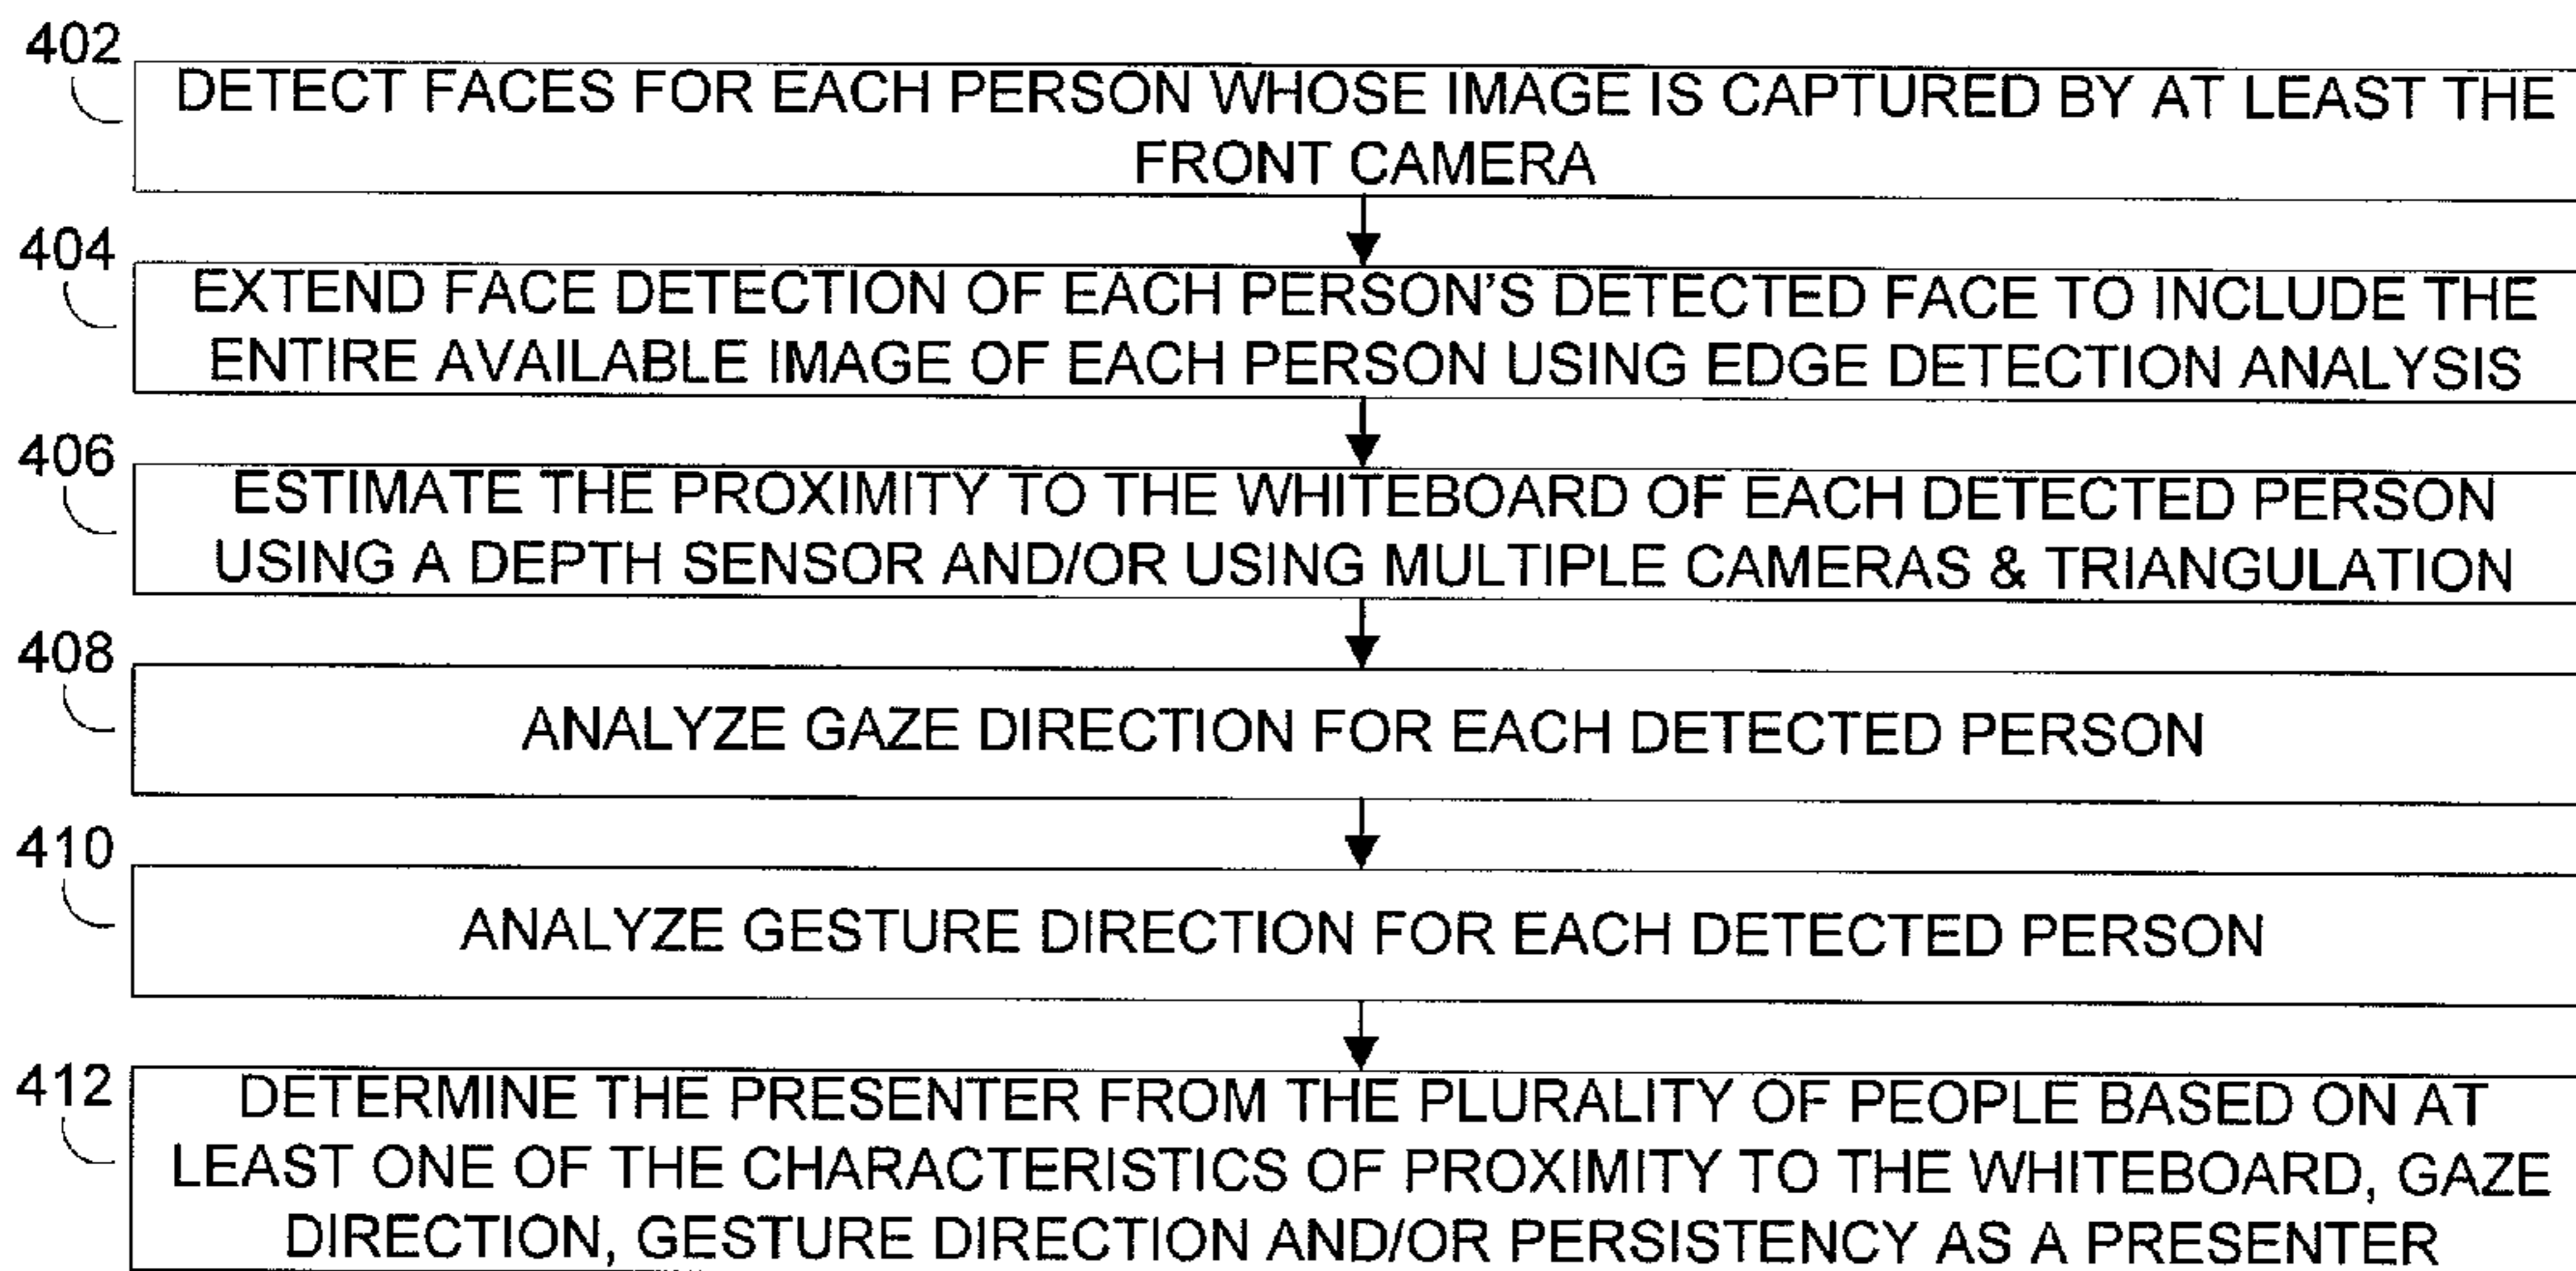 402
DETECT FACES FOR EACH PERSON WHOSE IMAGE IS CAPTURED BY AT LEAST THE
FRONT CAMERA
404
EXTEND FACE DETECTION OF EACH PERSON'S DETECTED FACE TO INCLUDE THE
ENTIRE AVAILABLE IMAGE OF EACH PERSON USING EDGE DETECTION ANALYSIS
406
ESTIMATE THE PROXIMITY TO THE WHITEBOARD OF EACH DETECTED PERSON
USING A DEPTH SENSOR AND/OR USING MULTIPLE CAMERAS & TRIANGULATION
408
ANALYZE GAZE DIRECTION FOR EACH DETECTED PERSON
410
ANALYZE GESTURE DIRECTION FOR EACH DETECTED PERSON
412
DETERMINE THE PRESENTER FROM THE PLURALITY OF PEOPLE BASED ON AT
LEAST ONE OF THE CHARACTERISTICS OF PROXIMITY TO THE WHITEBOARD, GAZE
DIRECTION, GESTURE DIRECTION AND/OR PERSISTENCY AS A PRESENTER